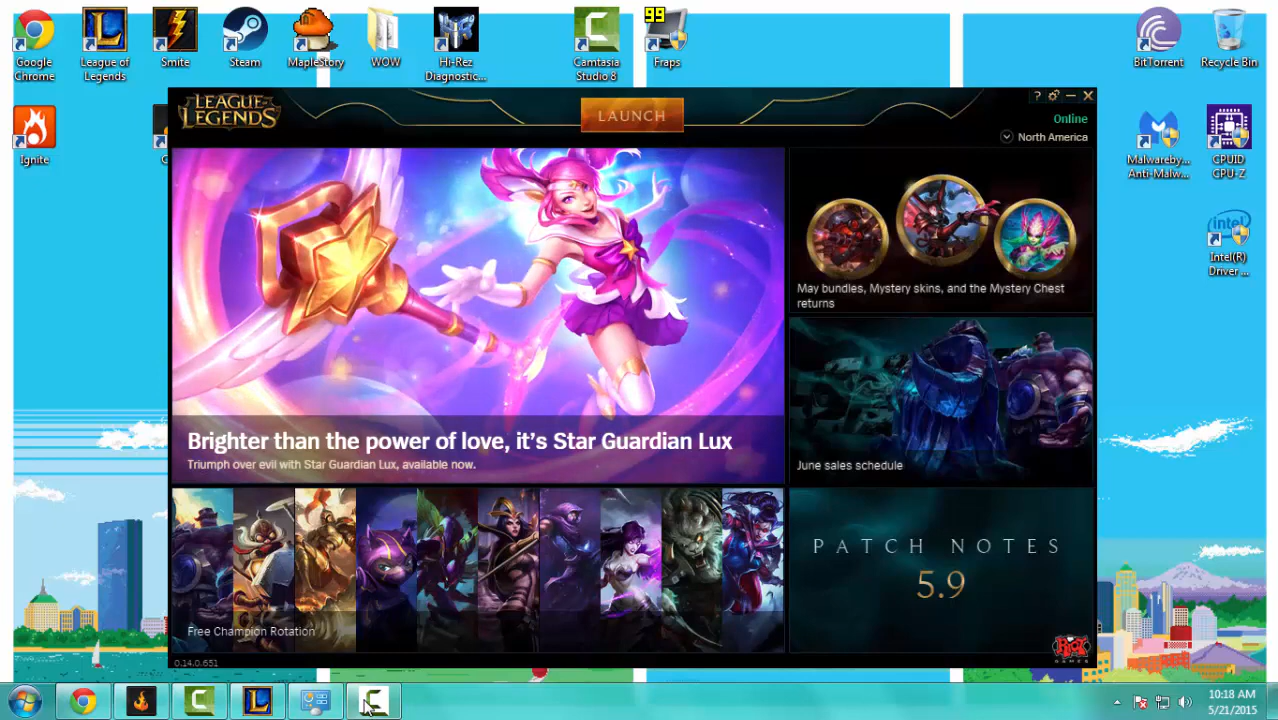 99
Google
Chrome
League of
Legends
Smite
Steam
MapleStory
WOW
Hi-Rez
Diagnostic...
Camtasia
Studio 8
Fraps
BitTorrent
Recycle Bin
Ignite
Malwareby...
Anti-Malw...
CPUID
CPU-Z
Intel(R)
Driver ...
LEAGUE
OF
LEGENDS
LAUNCH
?
Online
North America
Brighter than the power of love, it's Star Guardian Lux
Triumph over evil with Star Guardian Lux, available now.
May bundles, Mystery skins, and the Mystery Chest
returns
June sales schedule
Free Champion Rotation
PATCH NOTES
5.9
RIOT
GAMES
0.14.0.651
10:18 AM
5/21/2015